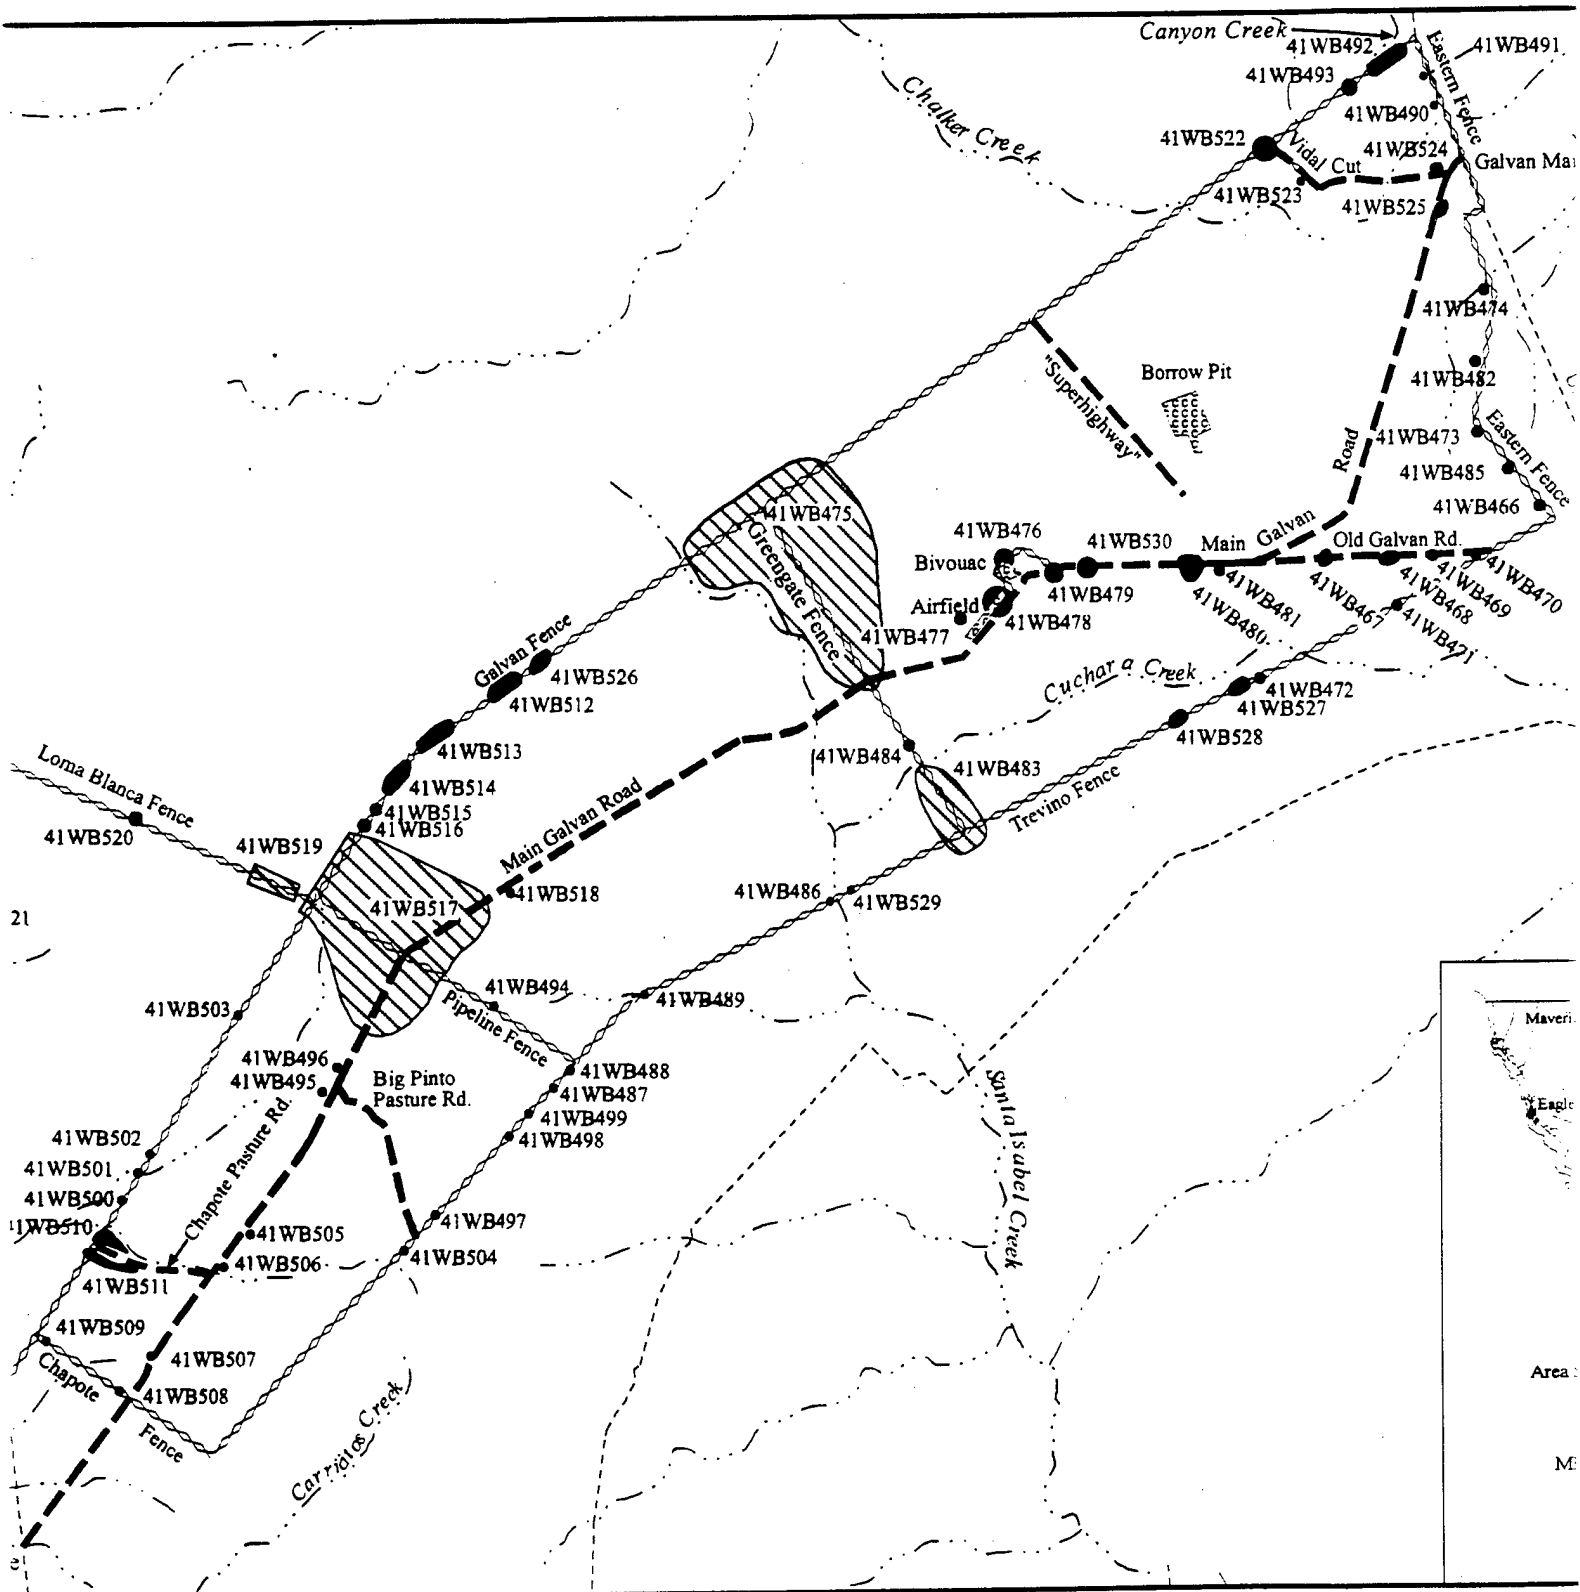 Canyon Creek
41WB492
41WB491
41WB493
Eastern Fence
41WB490
Chalker Creek
41WB522
Vidal Cut
41WB524
Galvan
41WB523
41WB525
41WB474
"Superhighway"
Borrow Pit
41WB482
Road
41WB473
Eastern Fence
41WB485
41WB466
41WB475
Greengate Fence
41WB476
41WB530
Main Galvan
Old Galvan Rd.
Bivouac
41WB479
41WB470
41WB469
41WB468
41WB467
41WB481
41WB480
41WB471
Airfield
41WB478
41WB477
Galvan Fence
41WB526
41WB512
Cuchara Creek
41WB472
41WB527
41WB528
41WB513
41WB484
41WB483
Trevino Fence
Loma Blanca Fence
41WB514
41WB515
41WB516
41WB520
41WB519
Main Galvan Road
41WB518
41WB517
41WB486
41WB529
21
41WB494
Pipeline Fence
41WB489
41WB503
Maveri
41WB496
41WB495
Big Pinto
Pasture Rd.
41WB488
41WB487
41WB499
41WB498
Santa Isabel Creek
Eagle
Chapote Pasture Rd.
41WB502
41WB501
41WB500
41WB510
41WB497
41WB505
41WB504
41WB506
41WB511
41WB509
41WB507
41WB508
Chapote Fence
Carrizitos Creek
Area